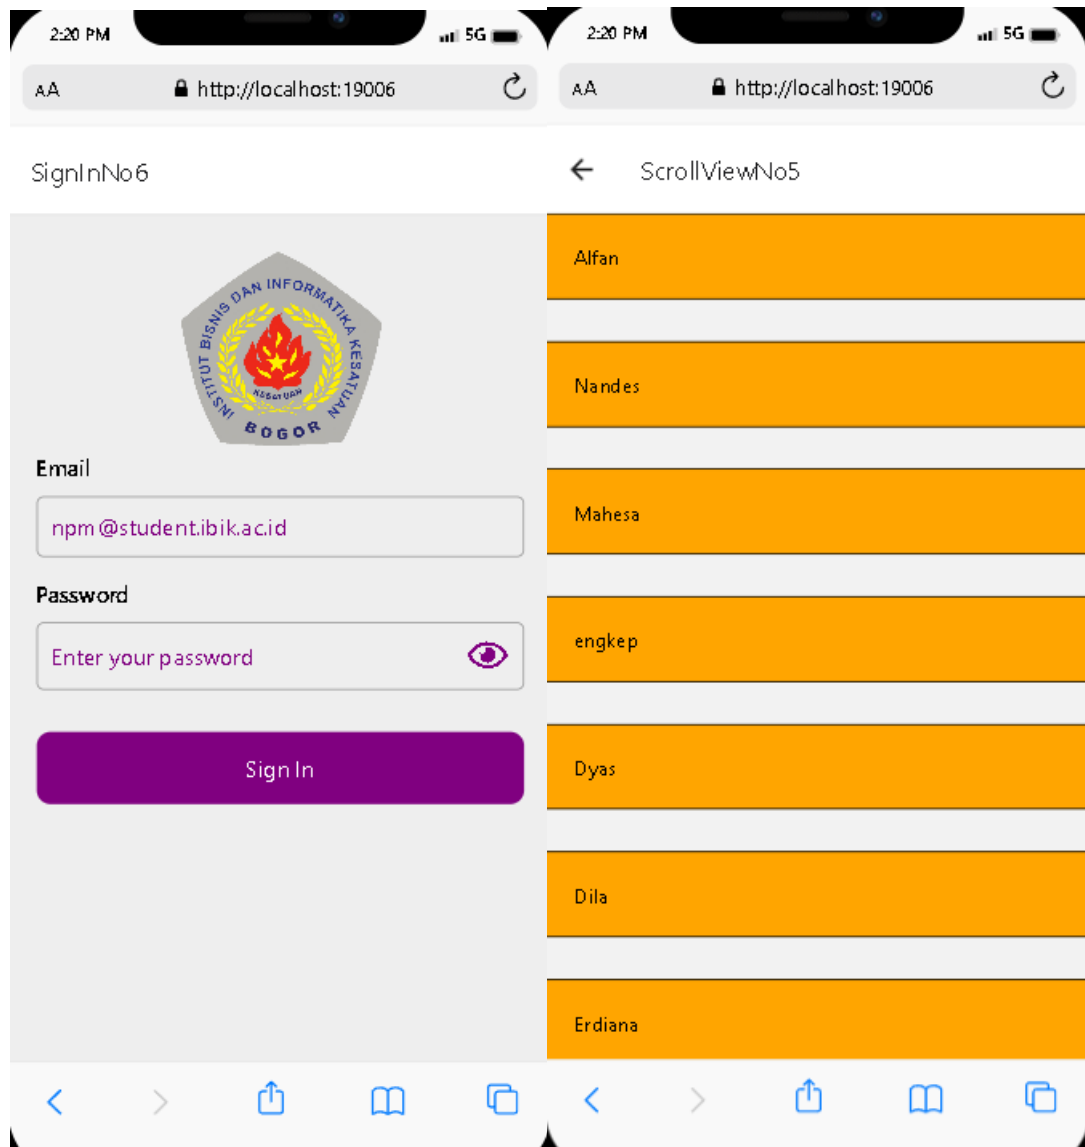 2:20 PM
5G
AA
http://localhost:19006
SignInNo6
INSTITUT BISNIS DAN INFORMATIKA KESATUAN
KESATUAN
BOGOR
Email
npm@student.ibik.ac.id
Password
Enter your password
Sign In
2:20 PM
5G
AA
http://localhost:19006
ScrollViewNo5
Alfan
Nandes
Mahesa
engkep
Dyas
Dila
Erdiana